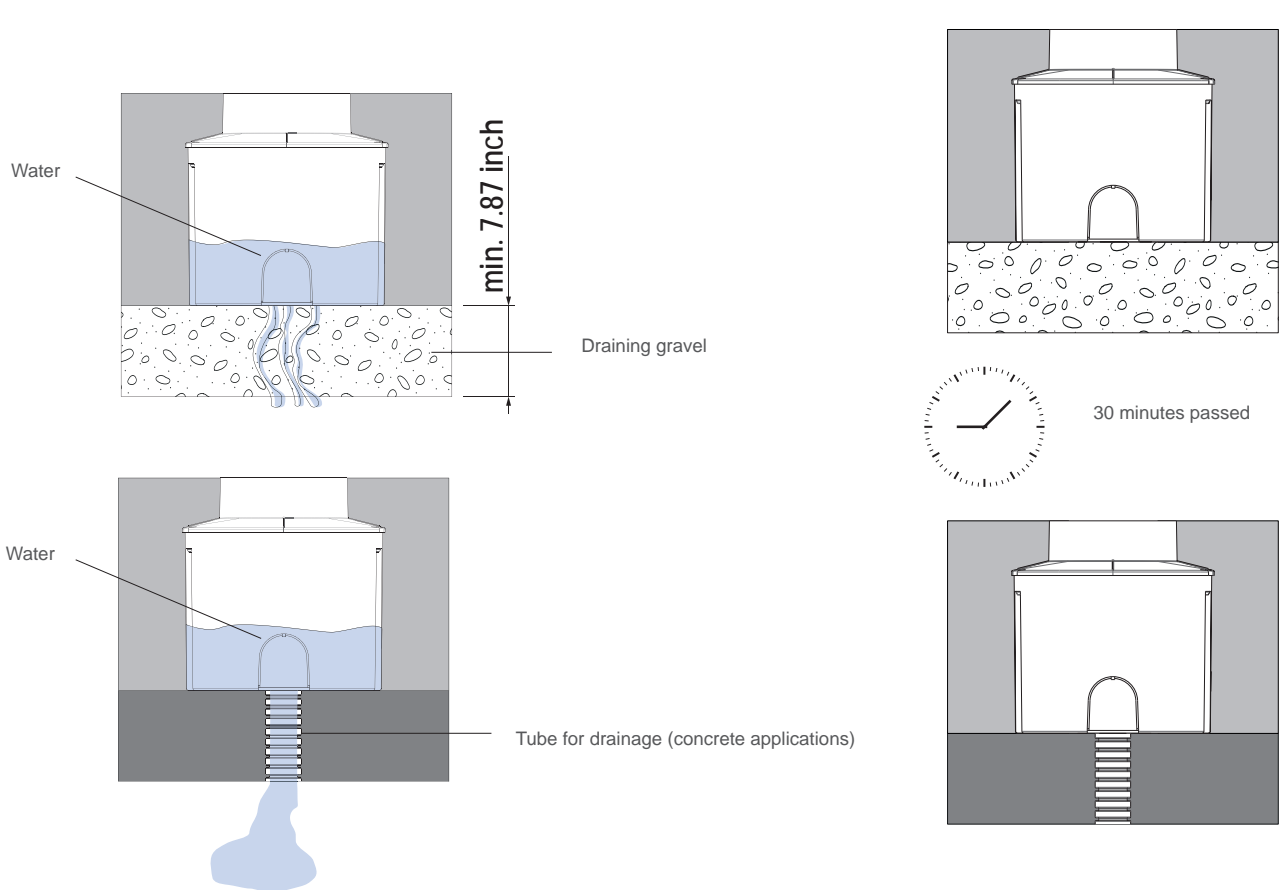 Water
min. 7.87 inch
Draining gravel
30 minutes passed
Water
Tube for drainage (concrete applications)